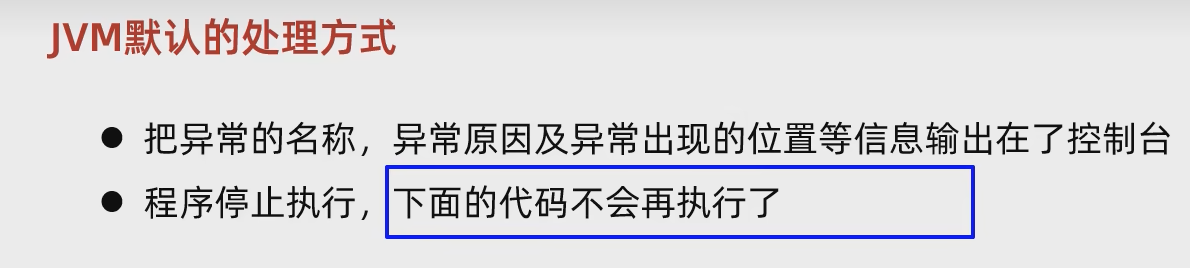 JVM默认的处理方式
● 把异常的名称，异常原因及异常出现的位置等信息输出在了控制台
● 程序停止执行，下面的代码不会再执行了